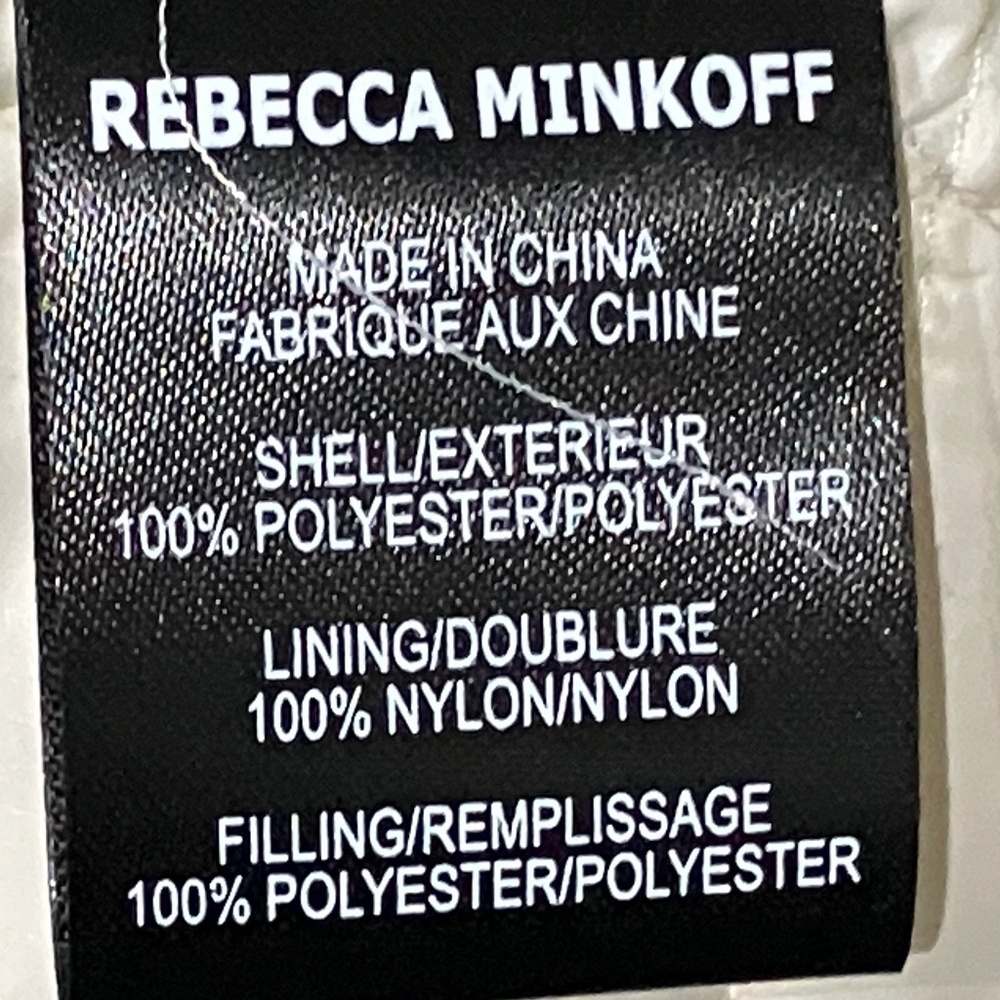 REBECCA MINKOFF
MADE IN CHINA
FABRIQUE AUX CHINE
SHELL/EXTERIEUR
100% POLYESTER/POLYESTER
LINING/DOUBLURE
100% NYLON/NYLON
FILLING/REMPLISSAGE
100% POLYESTER/POLYESTER